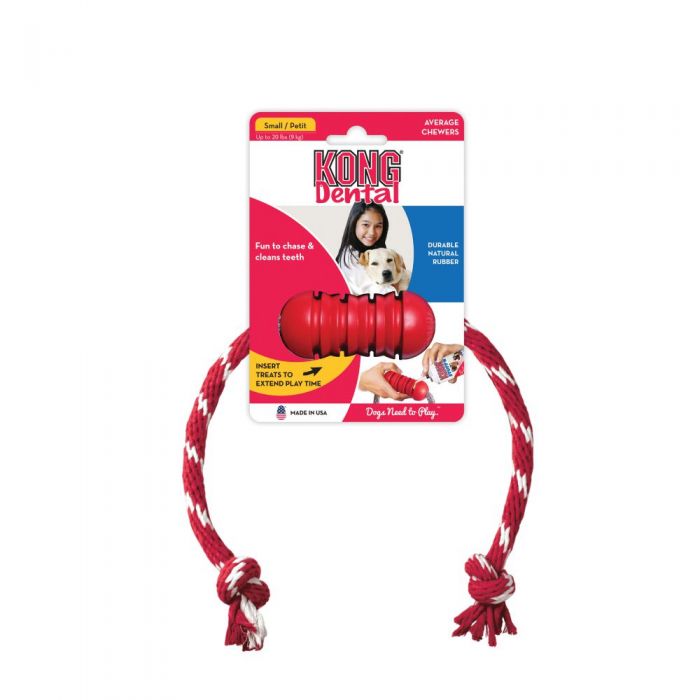 Small / Petit
Up to 20 lbs (9 kg)
AVERAGE
CHEWERS
KONG®
Dental
Fun to chase &
cleans teeth
DURABLE
NATURAL
RUBBER
INSERT
TREATS TO
EXTEND PLAY TIME
MADE IN USA
Dogs Need to Play.™